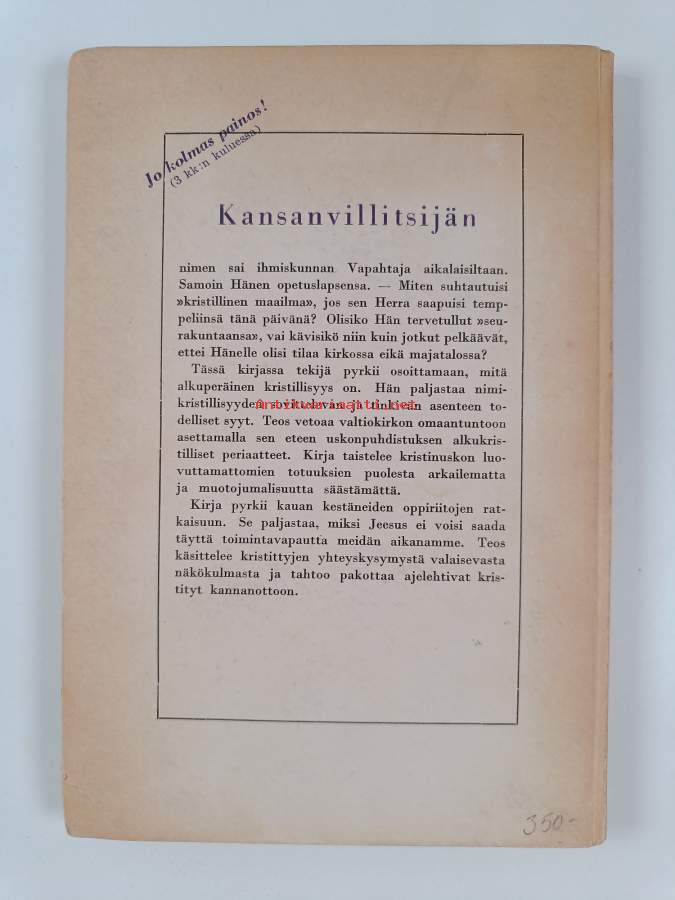 Jo kolmas painos!
(3 kk:n kuluessa)
Kansanvillitsijän
nimen sai ihmiskunnan Vapahtaja aikalaisiltaan.
Samoin Hänen opetuslapsensa. — Miten suhtautuisi
»kristillinen maailma», jos sen Herra saapuisi temp-
peliinsä tänä päivänä? Olisiko Hän tervetullut »seu-
rakuntaansa», vai kävisikö niin kuin jotkut pelkäävät,
ettei Hänelle olisi tilaa kirkossa eikä majatalossa?
Tässä kirjassa tekijä pyrkii osoittamaan, mitä
alkuperäinen kristillisyys on. Hän paljastaa nimi-
kristillisyyden ja asenteen to-
antikvariaatti.net
delliset syyt. Teos vetoaa valtiokirkon omaantuntoon
asettamalla sen eteen uskonpuhdistuksen alkukris-
tilliset periaatteet. Kirja taistelee kristinuskon luo-
vuttamattomien totuuksien puolesta arkailematta
ja muotojumalisuutta säästämättä.
Kirja pyrkii kauan kestäneiden oppiriitojen rat-
kaisuun. Se paljastaa, miksi Jeesus ei voisi saada
täyttä toimintavapautta meidän aikanamme. Teos
käsittelee kristittyjen yhteyskysymystä valaisevasta
näkökulmasta ja tahtoo pakottaa ajelehtivat kris-
tityt kannanottoon.
350-